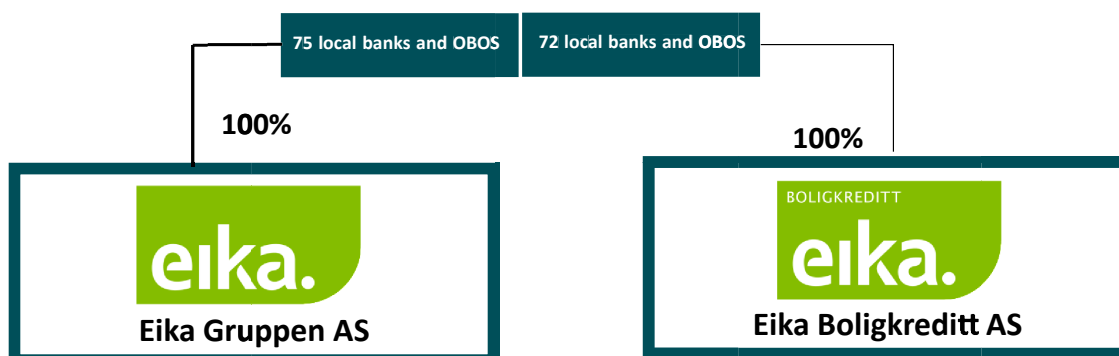 75 local banks and OBOS
72 local banks and OBOS
100%
100%
eika.
Eika Gruppen AS
BOLIGKREDITT
eika.
Eika Boligkreditt AS